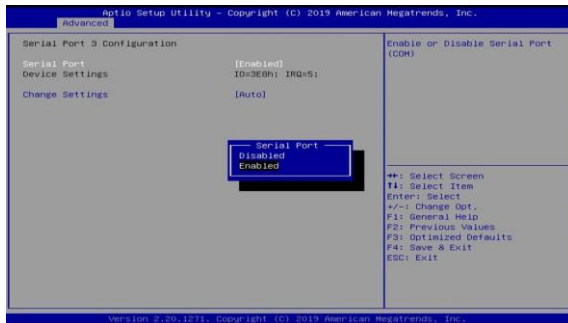 Aptio Setup Utility – Copyright (C) 2019 American Megatrends, Inc.
Advanced
Serial Port 3 Configuration
Serial Port [Enabled]
Device Settings IO=3E8h; IRQ=5;
Change Settings [Auto]
Serial Port
Disabled
Enabled
Enable or Disable Serial Port
(COM)
→←: Select Screen
↑↓: Select Item
Enter: Select
+/-: Change Opt.
F1: General Help
F2: Previous Values
F3: Optimized Defaults
F4: Save & Exit
ESC: Exit
Version 2.20.1271. Copyright (C) 2019 American Megatrends, Inc.